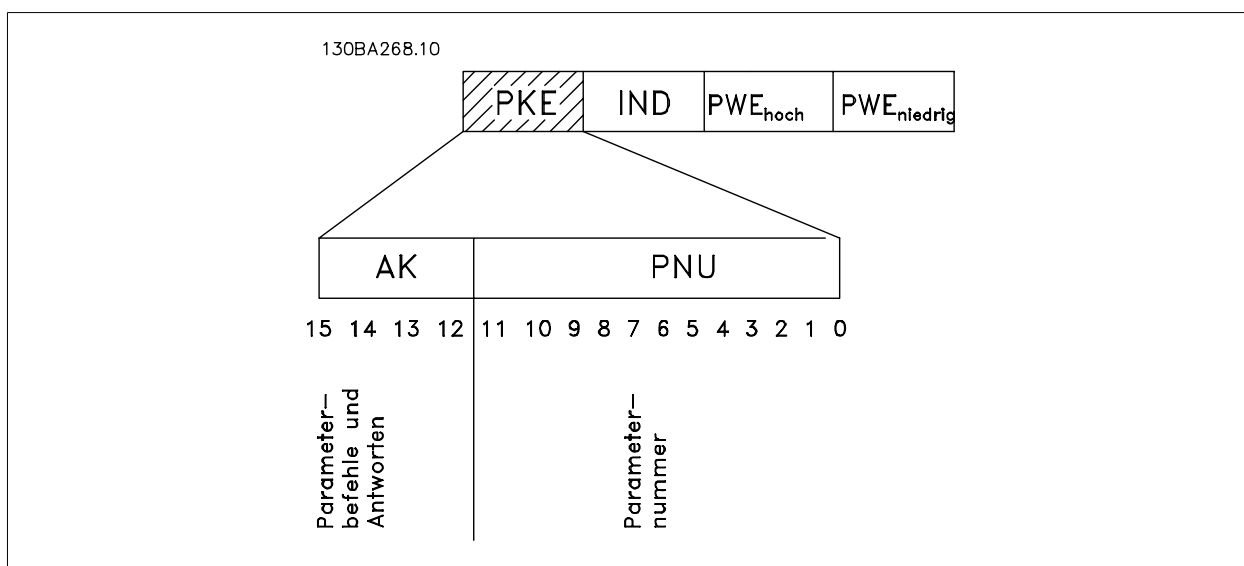 130BA268.10
PKE IND PWEhoch PWEniedrig
AK PNU
15 14 13 12 11 10 9 8 7 6 5 4 3 2 1 0
Parameter-
befehle und
Antworten
Parameter-
nummer